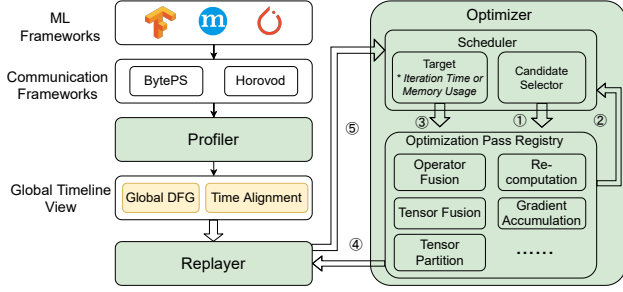 ML
Frameworks
m
Communication
Frameworks
BytePS
Horovod
Profiler
Global Timeline
View
Global DFG
Time Alignment
Replayer
⑤
④
Optimizer
Scheduler
Target
* Iteration Time or
Memory Usage
Candidate
Selector
③
①
②
Optimization Pass Registry
Operator
Fusion
Re-
computation
Tensor Fusion
Gradient
Accumulation
Tensor
Partition
......